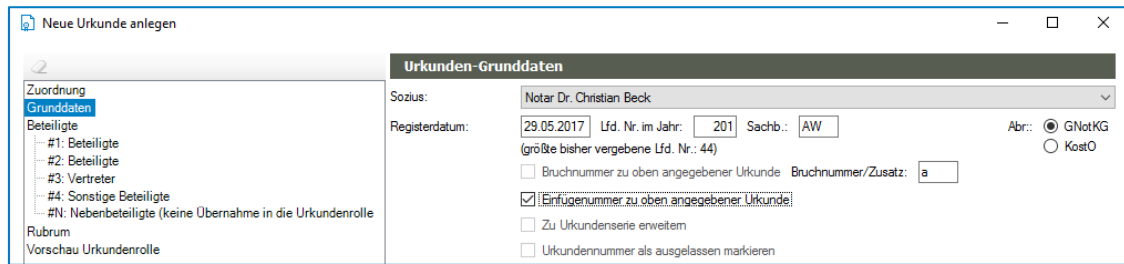 Neue Urkunde anlegen
Urkunden-Grunddaten
Zuordnung
Grunddaten
Beteiligte
#1: Beteiligte
#2: Beteiligte
#3: Vertreter
#4: Sonstige Beteiligte
#N: Nebenbeteiligte (keine Übernahme in die Urkundenrolle
Rubrum
Vorschau Urkundenrolle
Sozius: Notar Dr. Christian Beck
Registerdatum: 29.05.2017 Lfd. Nr. im Jahr: 201 Sachb.: AW Abr:: GNotKG
(größte bisher vergebene Lfd. Nr.: 44) KostO
Bruchnummer zu oben angegebener Urkunde Bruchnummer/Zusatz: a
Einfügenummer zu oben angegebener Urkunde
Zu Urkundenserie erweitern
Urkundennummer als ausgelassen markieren